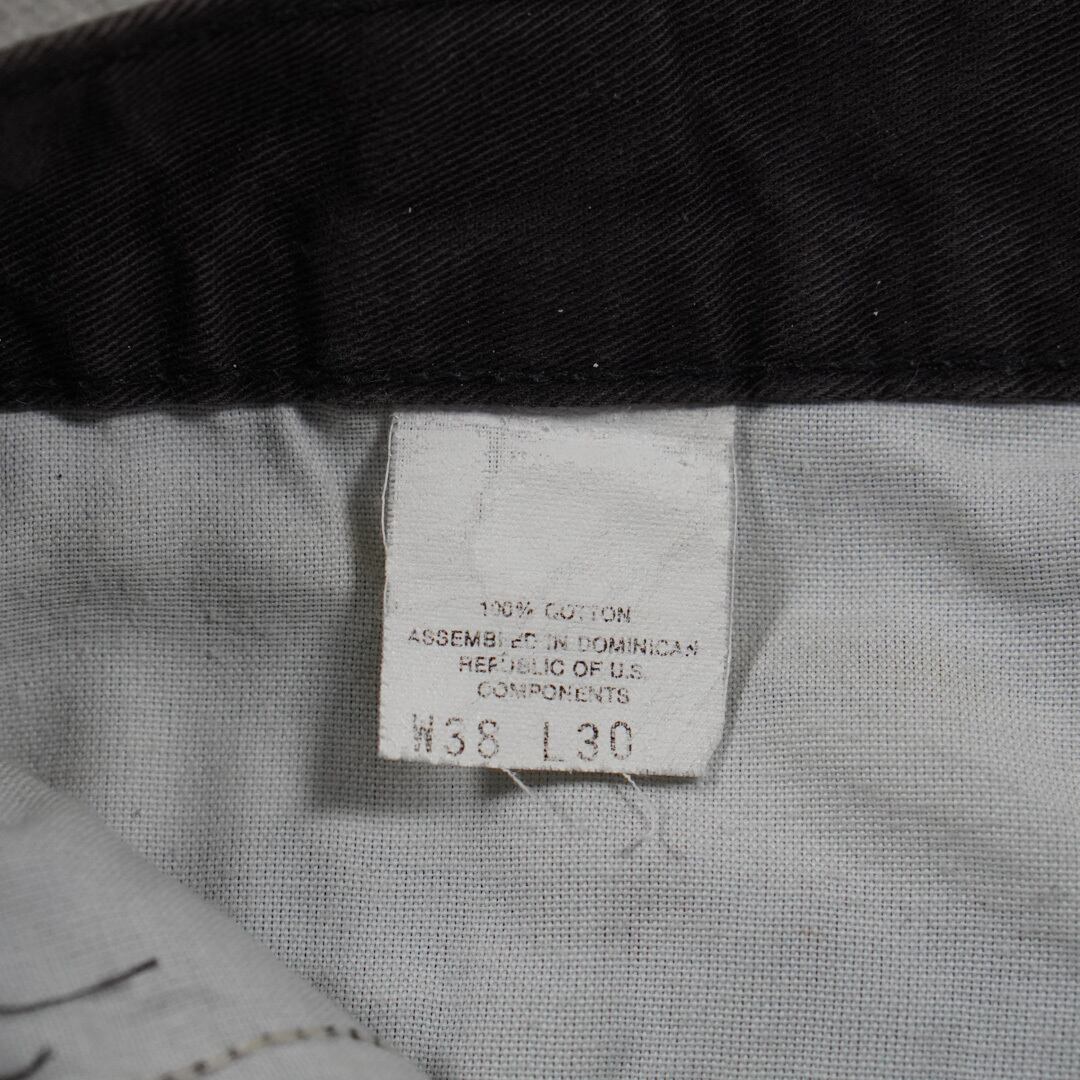 100% COTTON
ASSEMBLED IN DOMINICAN
REPUBLIC OF U.S.
COMPONENTS
W38 L30